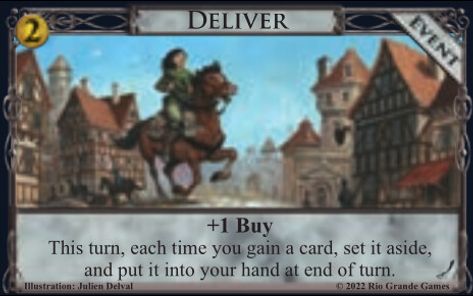 DELIVER
2
EVENT
+1 Buy
This turn, each time you gain a card, set it aside,
and put it into your hand at end of turn.
Illustration: Julien Delval © 2022 Rio Grande Games